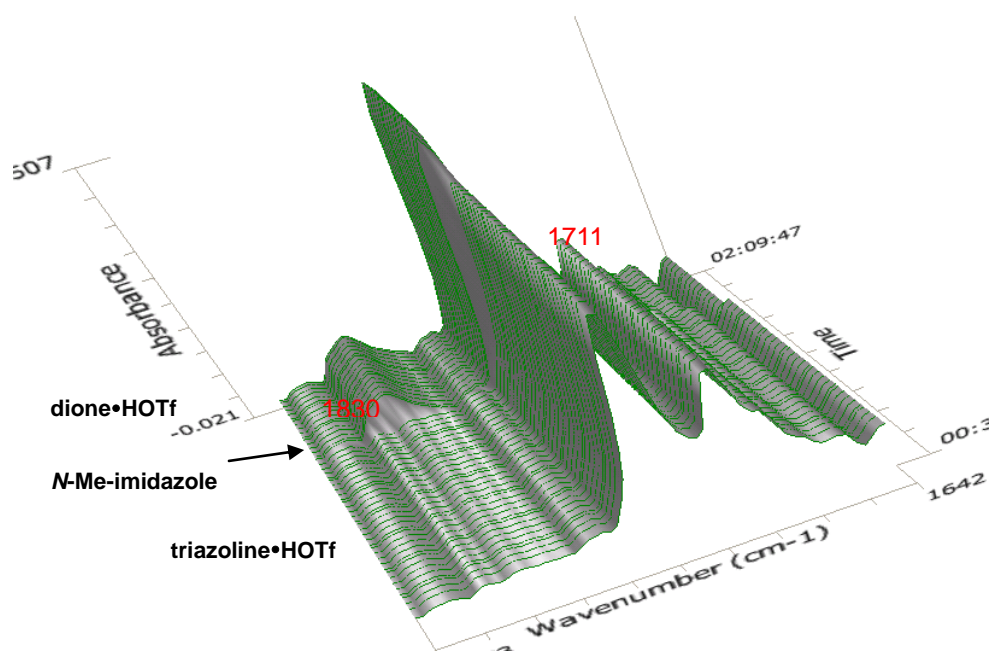 507
1711
02:09:47
Absorbance
Time
dione•HOTf
1830
-0.021
N-Me-imidazole
triazoline•HOTf
00:3
1642
Wavenumber (cm-1)